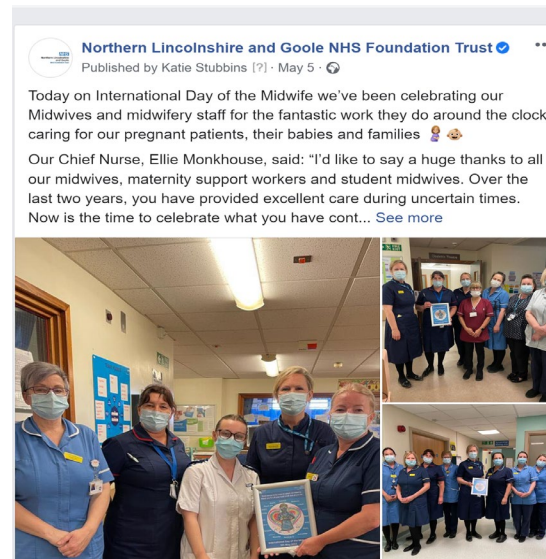 Northern Lincolnshire and Goole NHS Foundation Trust
Published by Katie Stubbins [?] · May 5 ·
Today on International Day of the Midwife we've been celebrating our
Midwives and midwifery staff for the fantastic work they do around the clock
caring for our pregnant patients, their babies and families
Our Chief Nurse, Ellie Monkhouse, said: “I'd like to say a huge thanks to all
our midwives, maternity support workers and student midwives. Over the
last two years, you have provided excellent care during uncertain times.
Now is the time to celebrate what you have cont... See more